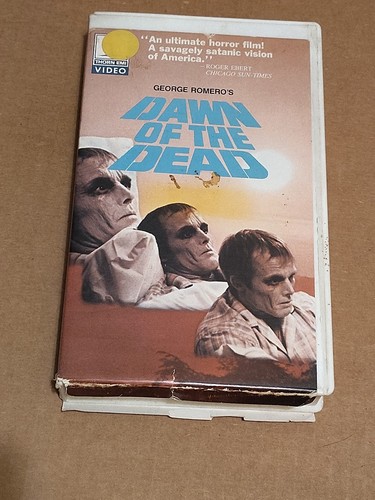 "An ultimate horror film!
A savagely satanic vision
of America."
– ROGER EBERT
CHICAGO SUN TIMES
THORN EMI
VIDEO
GEORGE ROMERO'S
DAWN
OF THE
DEAD